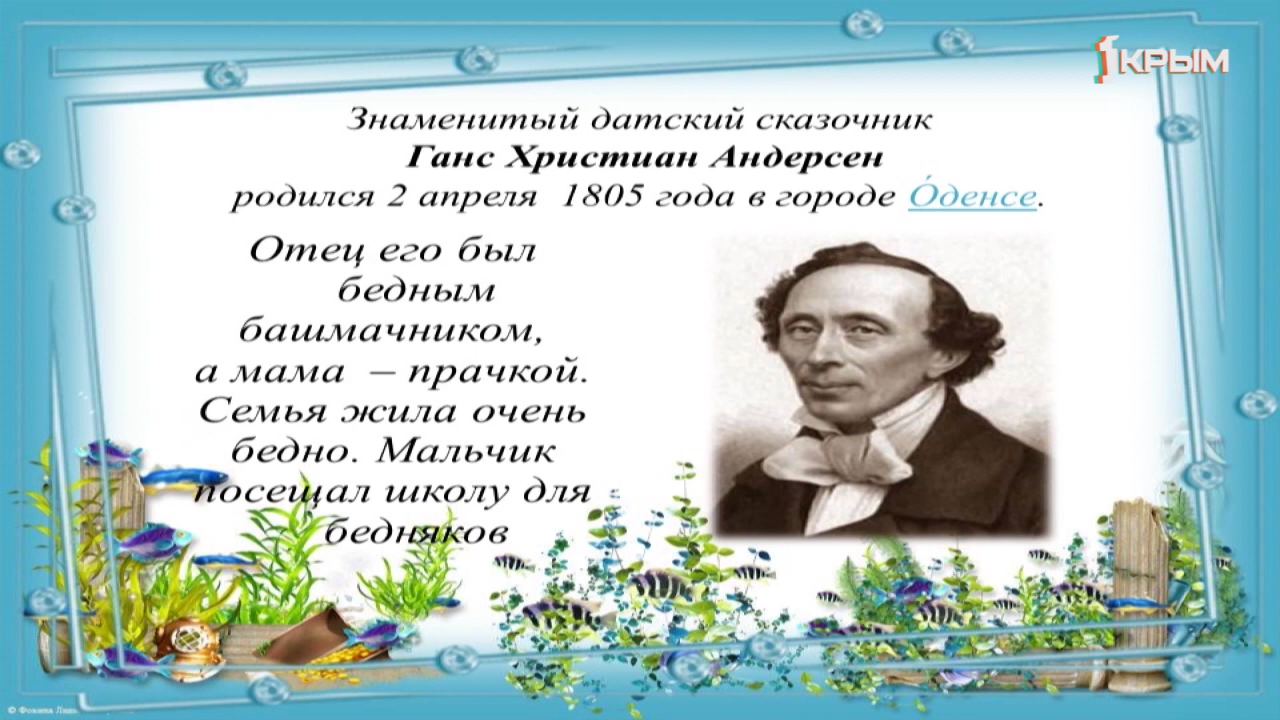 1КРЫМ
Знаменитый датский сказочник
Ганс Христиан Андерсен
родился 2 апреля 1805 года в городе О́денсе.
Отец его был
бедным
башмачником,
а мама – прачкой.
Семья жила очень
бедно. Мальчик
посещал школу для
бедняков
© Фокина